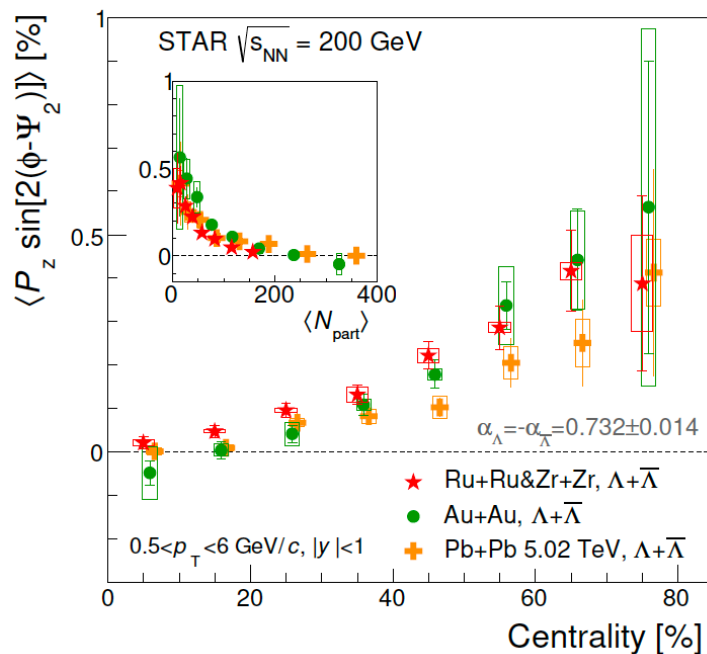 ⟨P_z sin[2(ϕ-Ψ_2)]⟩ [%]
1
0.5
0
STAR √s_NN = 200 GeV
1
0.5
0
0 200 400
⟨N_part⟩
α_Λ=-α_Λ̅=0.732±0.014
Ru+Ru&Zr+Zr, Λ+Λ̅
Au+Au, Λ+Λ̅
Pb+Pb 5.02 TeV, Λ+Λ̅
0.5<p_T<6 GeV/c, |y|<1
0 20 40 60 80
Centrality [%]